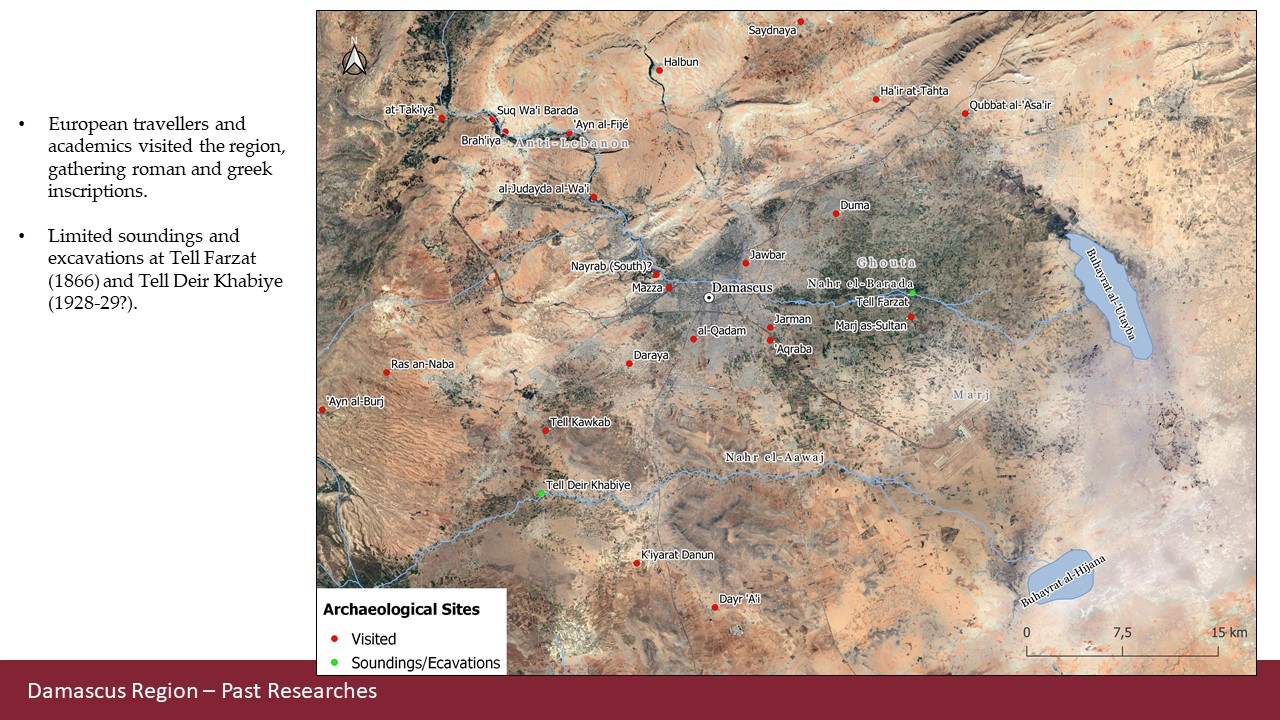 • European travellers and
academics visited the region,
gathering roman and greek
inscriptions.
• Limited soundings and
excavations at Tell Farzat
(1866) and Tell Deir Khabiye
(1928-29?).
N
Saydnaya
Halbun
Ha'ir at-Tahta
Qubbat al-'Asa'ir
at-Takiya
Suq Wa'i Barada
'Ayn al-Fijé
Brah'iya
Anti-Lebanon
al-Judayda al-Wa'i
Duma
Jawbar
Ghouta
Nayrab (South)?
Mazza
Damascus
Nahr el-Barada
Tell Farzat
Buhayrat al-'Utayba
Marj as-Sultan
Jarman
al-Qadam
'Aqraba
Daraya
Ras an-Naba
'Ayn al-Burj
Marj
Tell Kawkab
Nahr el-Aawaj
Tell Deir Khabiye
K'iyarat Danun
Buhayrat al-Hijana
Dayr 'A'i
Archaeological Sites
Visited
Soundings/Ecavations
0 7,5 15 km
Damascus Region – Past Researches